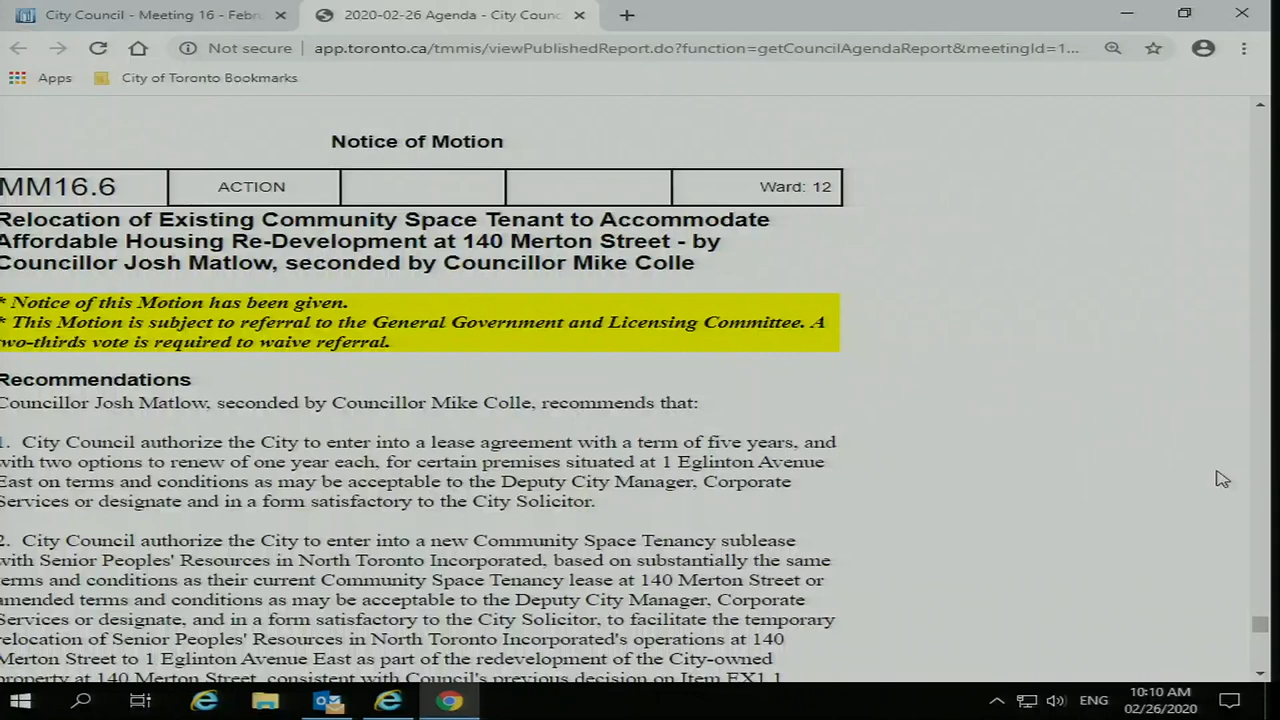 City Council - Meeting 16 - Febru
2020-02-26 Agenda - City Counc
Not secure
app.toronto.ca/tmmis/viewPublishedReport.do?function=getCouncilAgendaReport&meetingId=1...
Apps
City of Toronto Bookmarks
Notice of Motion
MM16.6 ACTION Ward: 12
Relocation of Existing Community Space Tenant to Accommodate
Affordable Housing Re-Development at 140 Merton Street - by
Councillor Josh Matlow, seconded by Councillor Mike Colle
* Notice of this Motion has been given.
* This Motion is subject to referral to the General Government and Licensing Committee. A
two-thirds vote is required to waive referral.
Recommendations
Councillor Josh Matlow, seconded by Councillor Mike Colle, recommends that:
1. City Council authorize the City to enter into a lease agreement with a term of five years, and
with two options to renew of one year each, for certain premises situated at 1 Eglinton Avenue
East on terms and conditions as may be acceptable to the Deputy City Manager, Corporate
Services or designate and in a form satisfactory to the City Solicitor.
2. City Council authorize the City to enter into a new Community Space Tenancy sublease
with Senior Peoples' Resources in North Toronto Incorporated, based on substantially the same
terms and conditions as their current Community Space Tenancy lease at 140 Merton Street or
amended terms and conditions as may be acceptable to the Deputy City Manager, Corporate
Services or designate, and in a form satisfactory to the City Solicitor, to facilitate the temporary
relocation of Senior Peoples' Resources in North Toronto Incorporated's operations at 140
Merton Street to 1 Eglinton Avenue East as part of the redevelopment of the City-owned
property at 140 Merton Street, consistent with Council's previous decision on Item EX1.1
ENG
10:10 AM
02/26/2020